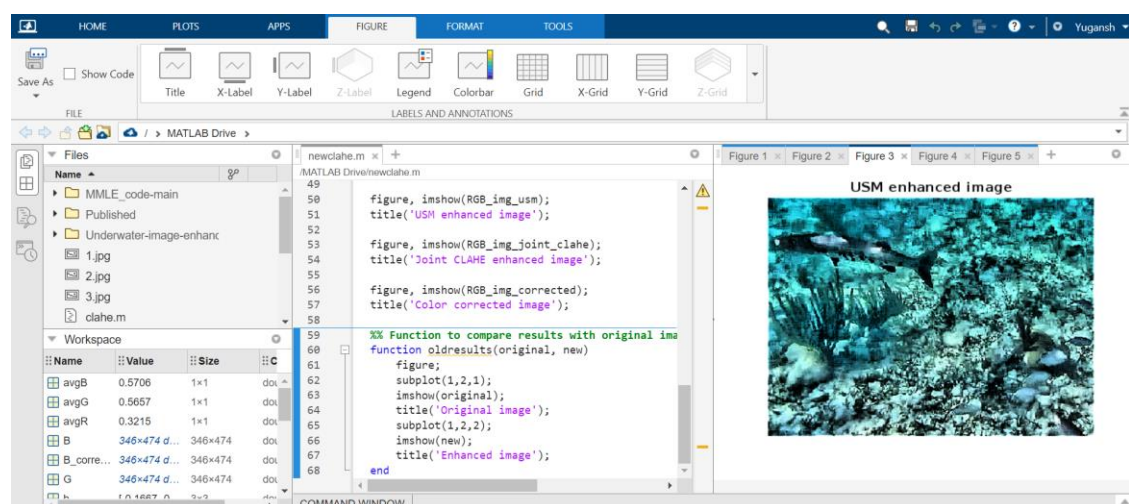 HOME PLOTS APPS FIGURE FORMAT TOOLS Yugansh
Save As
Show Code
Title X-Label Y-Label Z-Label Legend Colorbar Grid X-Grid Y-Grid Z-Grid
FILE LABELS AND ANNOTATIONS
/ > MATLAB Drive >
Files
Name
MMLE_code-main
Published
Underwater-image-enhanc
1.jpg
2.jpg
3.jpg
clahe.m
Workspace
Name Value Size C
avgB 0.5706 1×1 dou
avgG 0.5657 1×1 dou
avgR 0.3215 1×1 dou
B 346×474 d... 346×474 dou
B_corre... 346×474 d... 346×474 dou
G 346×474 d... 346×474 dou
newclahe.m × +
/MATLAB Drive/newclahe.m
49
50 figure, imshow(RGB_img_usm);
51 title('USM enhanced image');
52
53 figure, imshow(RGB_img_joint_clahe);
54 title('Joint CLAHE enhanced image');
55
56 figure, imshow(RGB_img_corrected);
57 title('Color corrected image');
58
59 %% Function to compare results with original ima
60 function oldresults(original, new)
61 figure;
62 subplot(1,2,1);
63 imshow(original);
64 title('Original image');
65 subplot(1,2,2);
66 imshow(new);
67 title('Enhanced image');
68 end
COMMAND WINDOW
Figure 1 × Figure 2 × Figure 3 × Figure 4 × Figure 5 × +
USM enhanced image